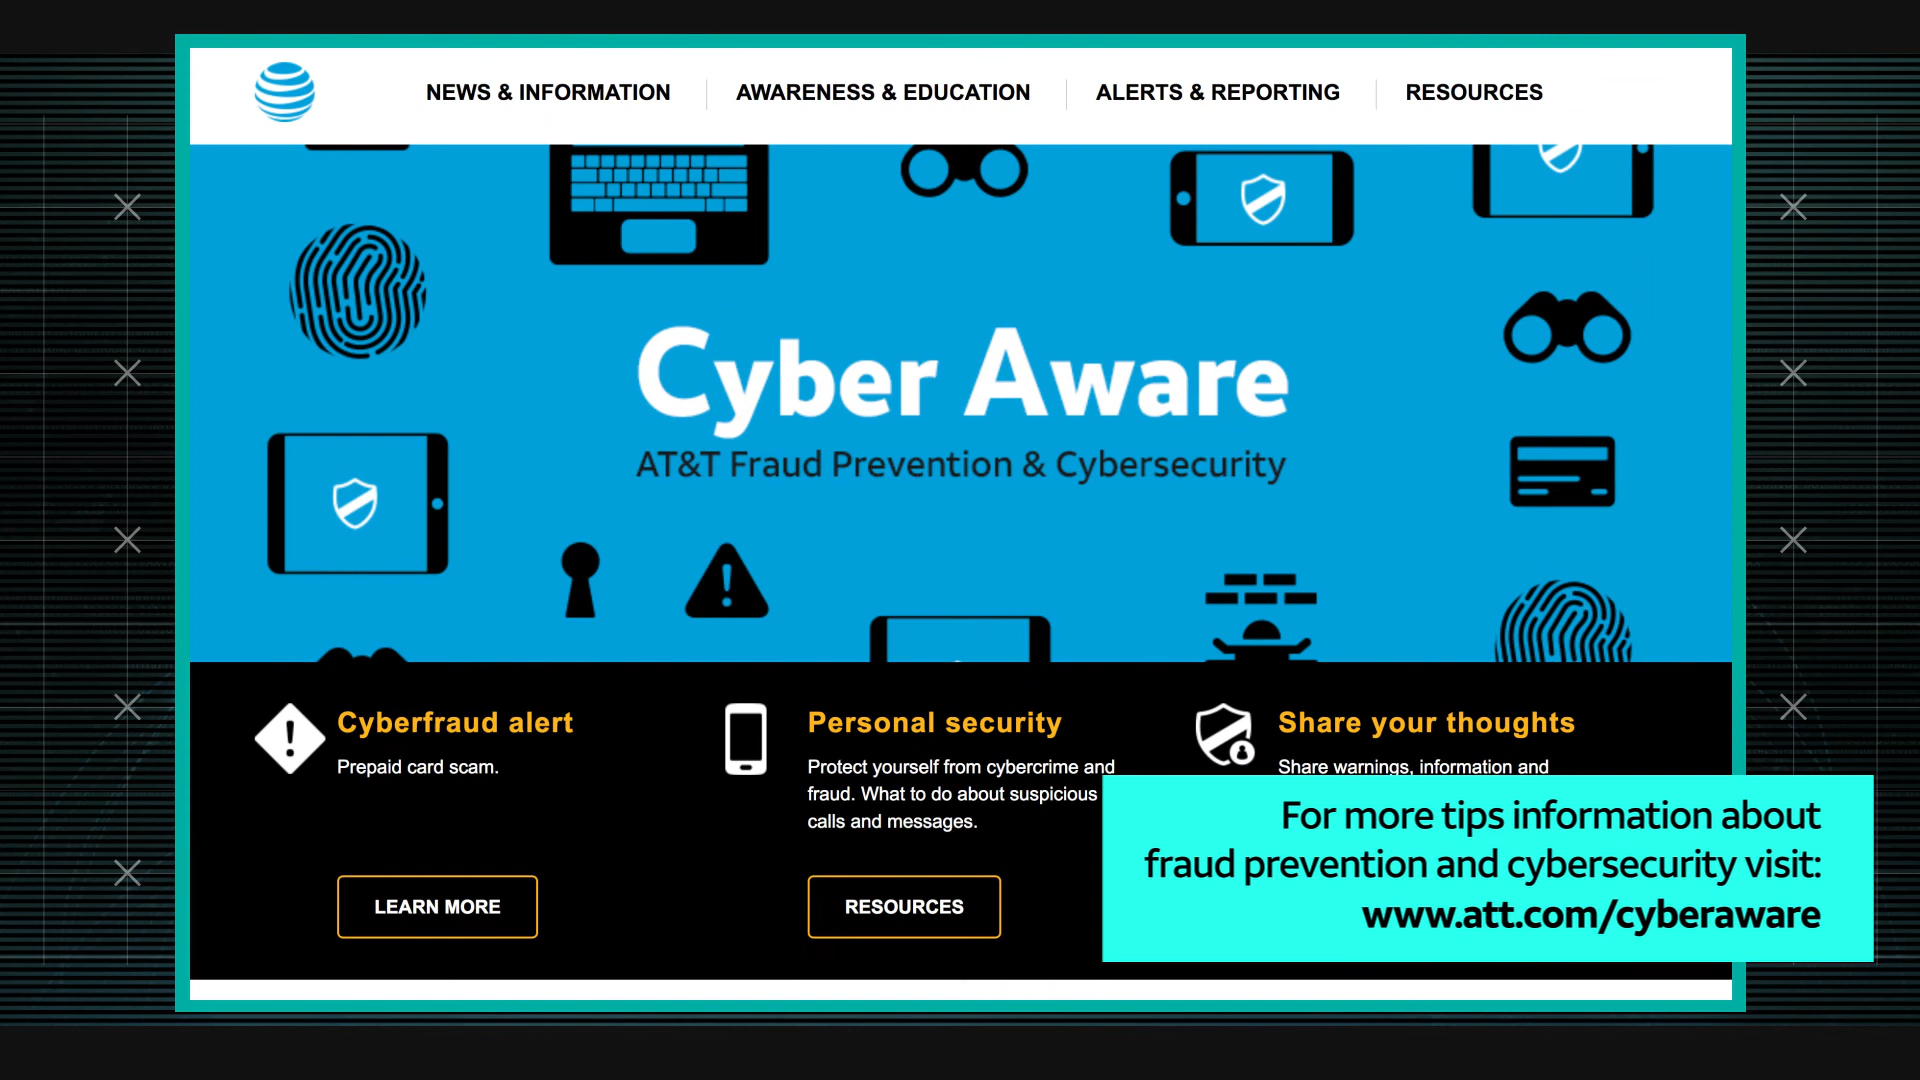 NEWS & INFORMATION
AWARENESS & EDUCATION
ALERTS & REPORTING
RESOURCES
Cyber Aware
AT&T Fraud Prevention & Cybersecurity
Cyberfraud alert
Prepaid card scam.
LEARN MORE
Personal security
Protect yourself from cybercrime and
fraud. What to do about suspicious
calls and messages.
RESOURCES
Share your thoughts
Share warnings, information and
For more tips information about
fraud prevention and cybersecurity visit:
www.att.com/cyberaware